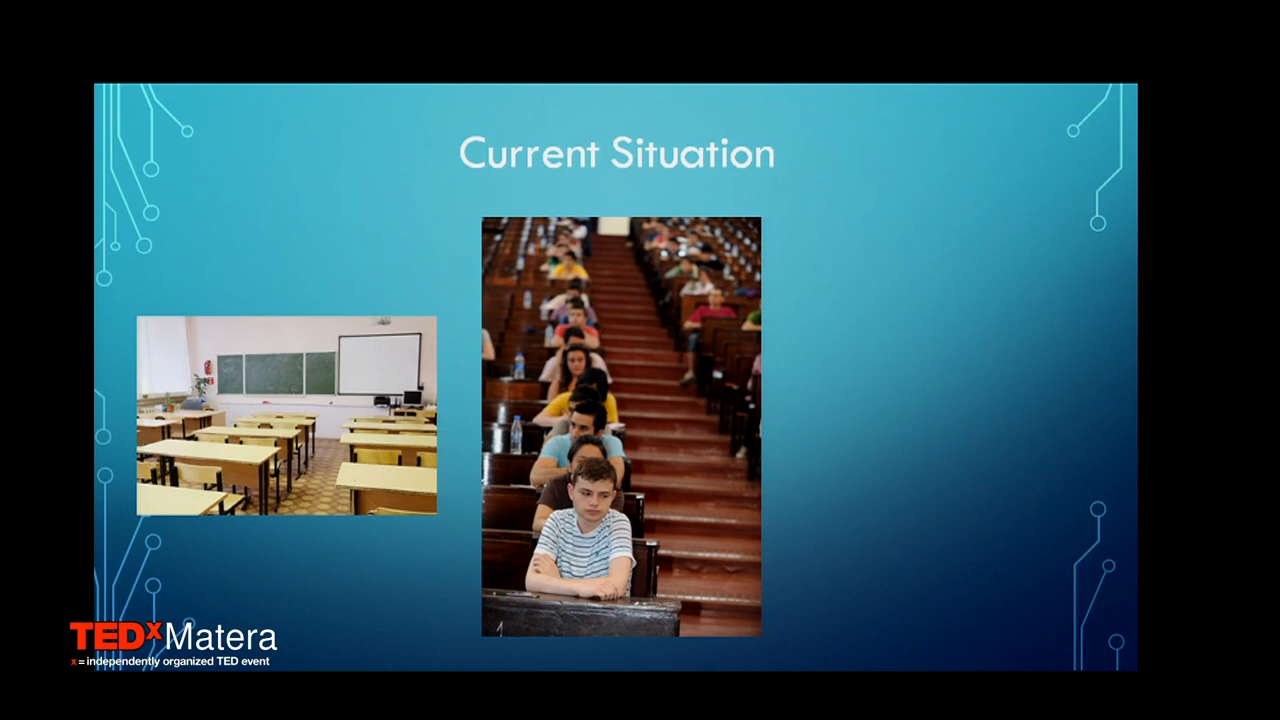 Current Situation
TEDxMatera
x = independently organized TED event